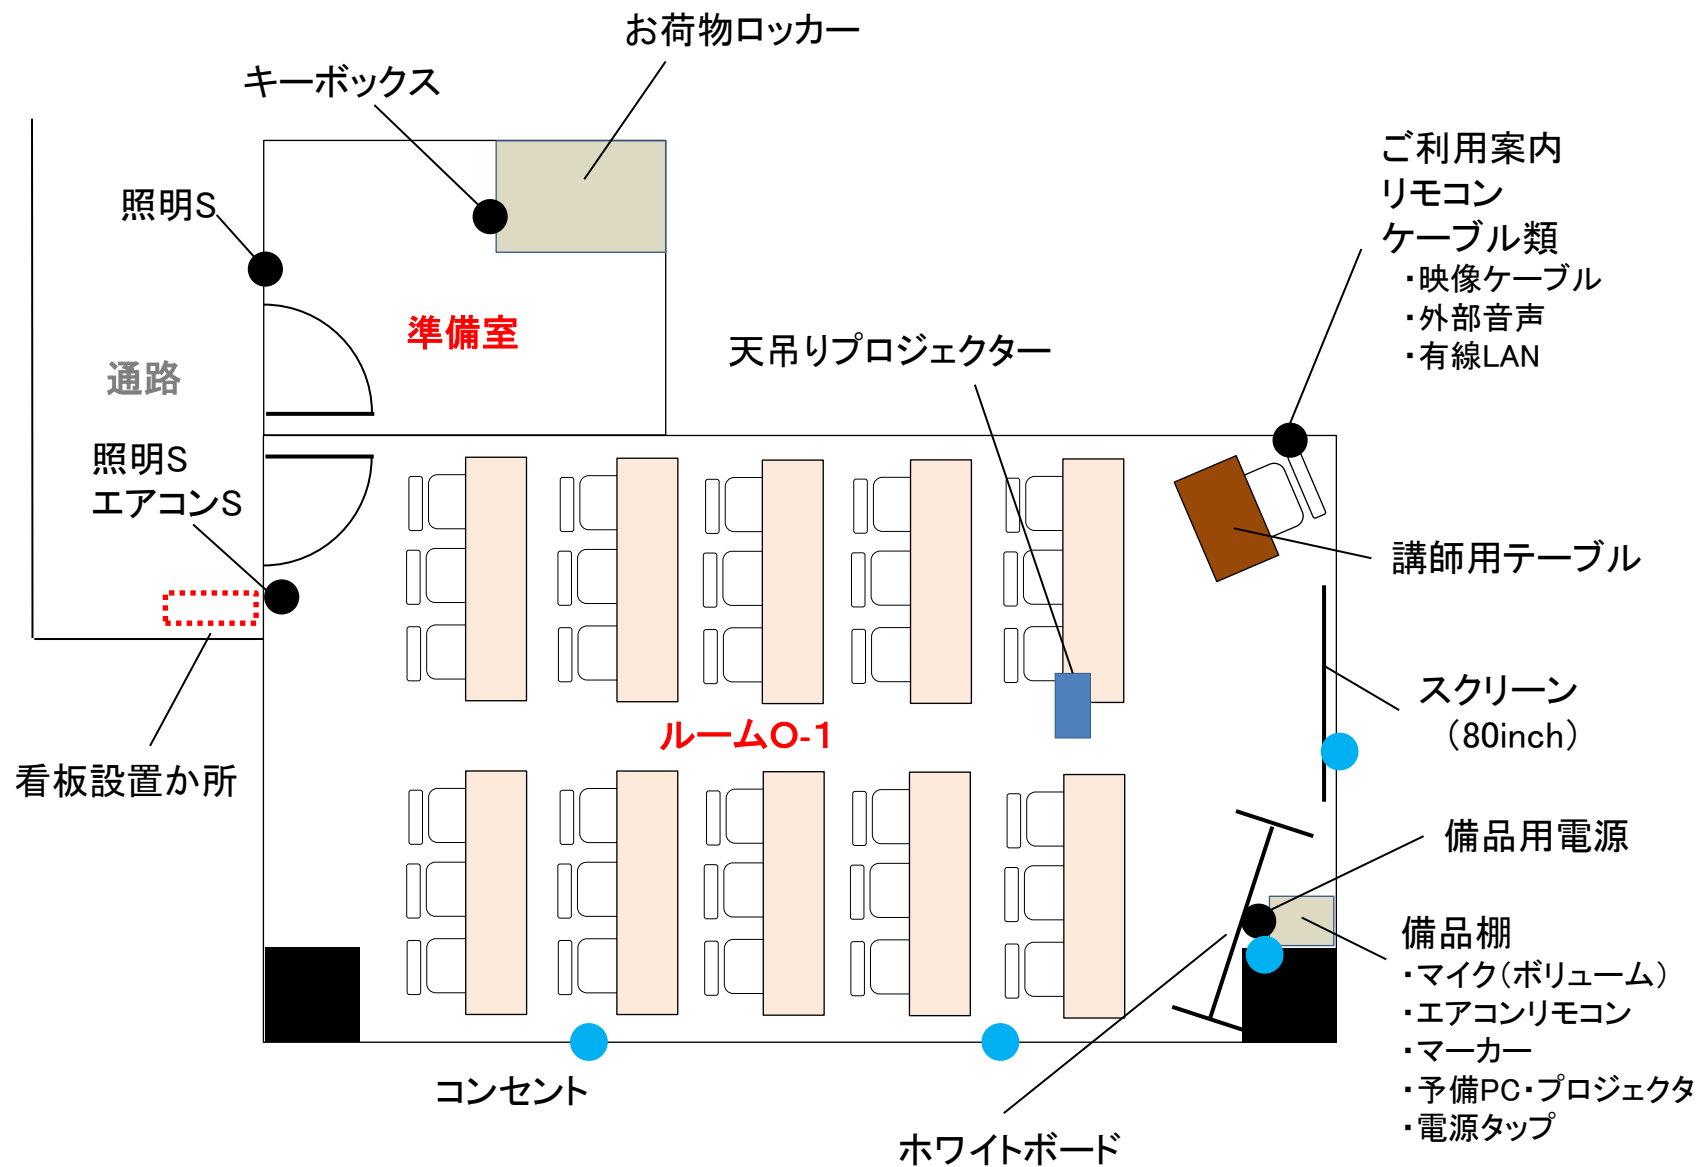 お荷物ロッカー
キーボックス
照明S
準備室
通路
照明S
エアコンS
天吊りプロジェクター
ご利用案内
リモコン
ケーブル類
・映像ケーブル
・外部音声
・有線LAN
講師用テーブル
スクリーン
（80inch）
ルームO-1
看板設置か所
備品用電源
備品棚
・マイク（ボリューム）
・エアコンリモコン
・マーカー
・予備PC・プロジェクタ
・電源タップ
コンセント
ホワイトボード